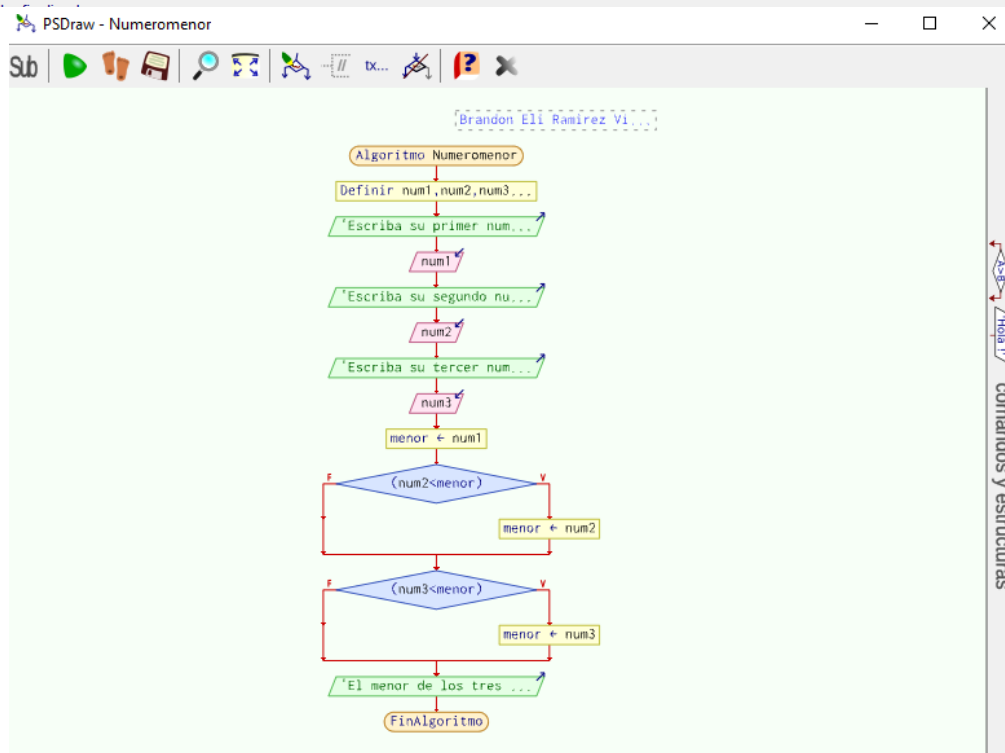 PSDraw - Numeromenor
Sub
//
tx...
?
Brandon Eli Ramirez Vi...
Algoritmo Numeromenor
Definir num1,num2,num3...
'Escriba su primer num...
num1
'Escriba su segundo nu...
num2
'Escriba su tercer num...
num3
menor ← num1
(num2<menor)
F
V
menor ← num2
(num3<menor)
F
V
menor ← num3
'El menor de los tres ...
FinAlgoritmo
A>B
comandos y estructuras